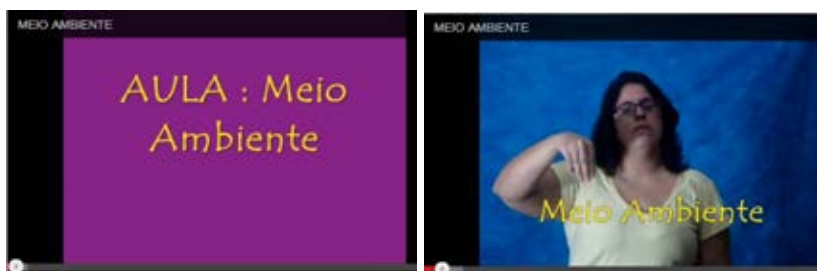 MEIO AMBIENTE
AULA : Meio
Ambiente
MEIO AMBIENTE
Meio Ambiente